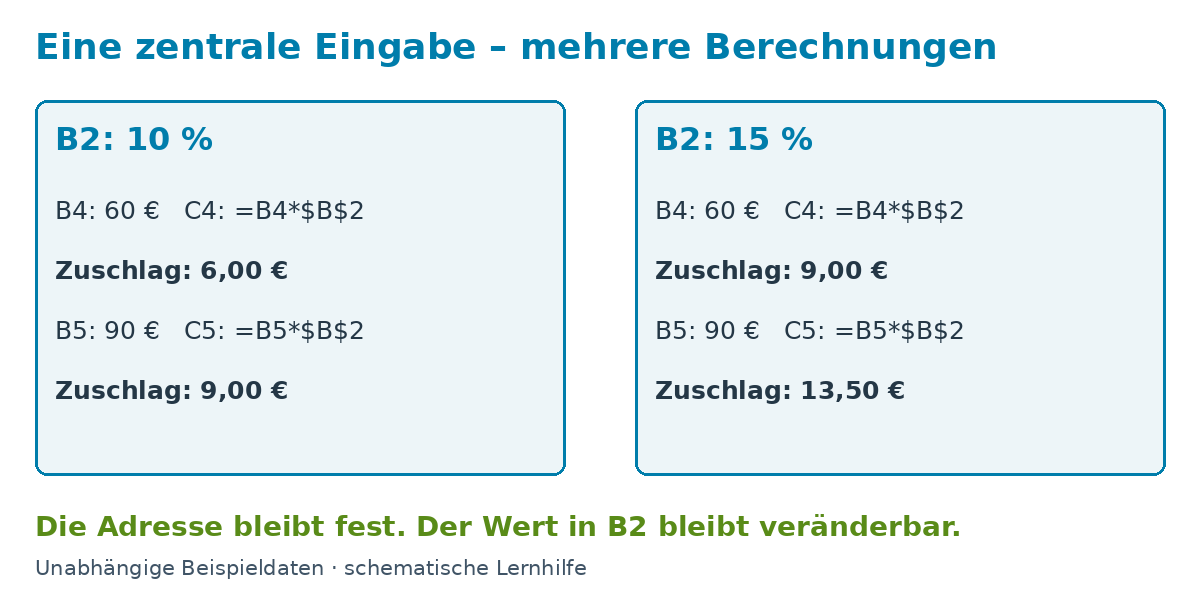 Eine zentrale Eingabe – mehrere Berechnungen
B2: 10 %
B4: 60 €   C4: =B4*$B$2
Zuschlag: 6,00 €
B5: 90 €   C5: =B5*$B$2
Zuschlag: 9,00 €
B2: 15 %
B4: 60 €   C4: =B4*$B$2
Zuschlag: 9,00 €
B5: 90 €   C5: =B5*$B$2
Zuschlag: 13,50 €
Die Adresse bleibt fest. Der Wert in B2 bleibt veränderbar.
Unabhängige Beispieldaten · schematische Lernhilfe